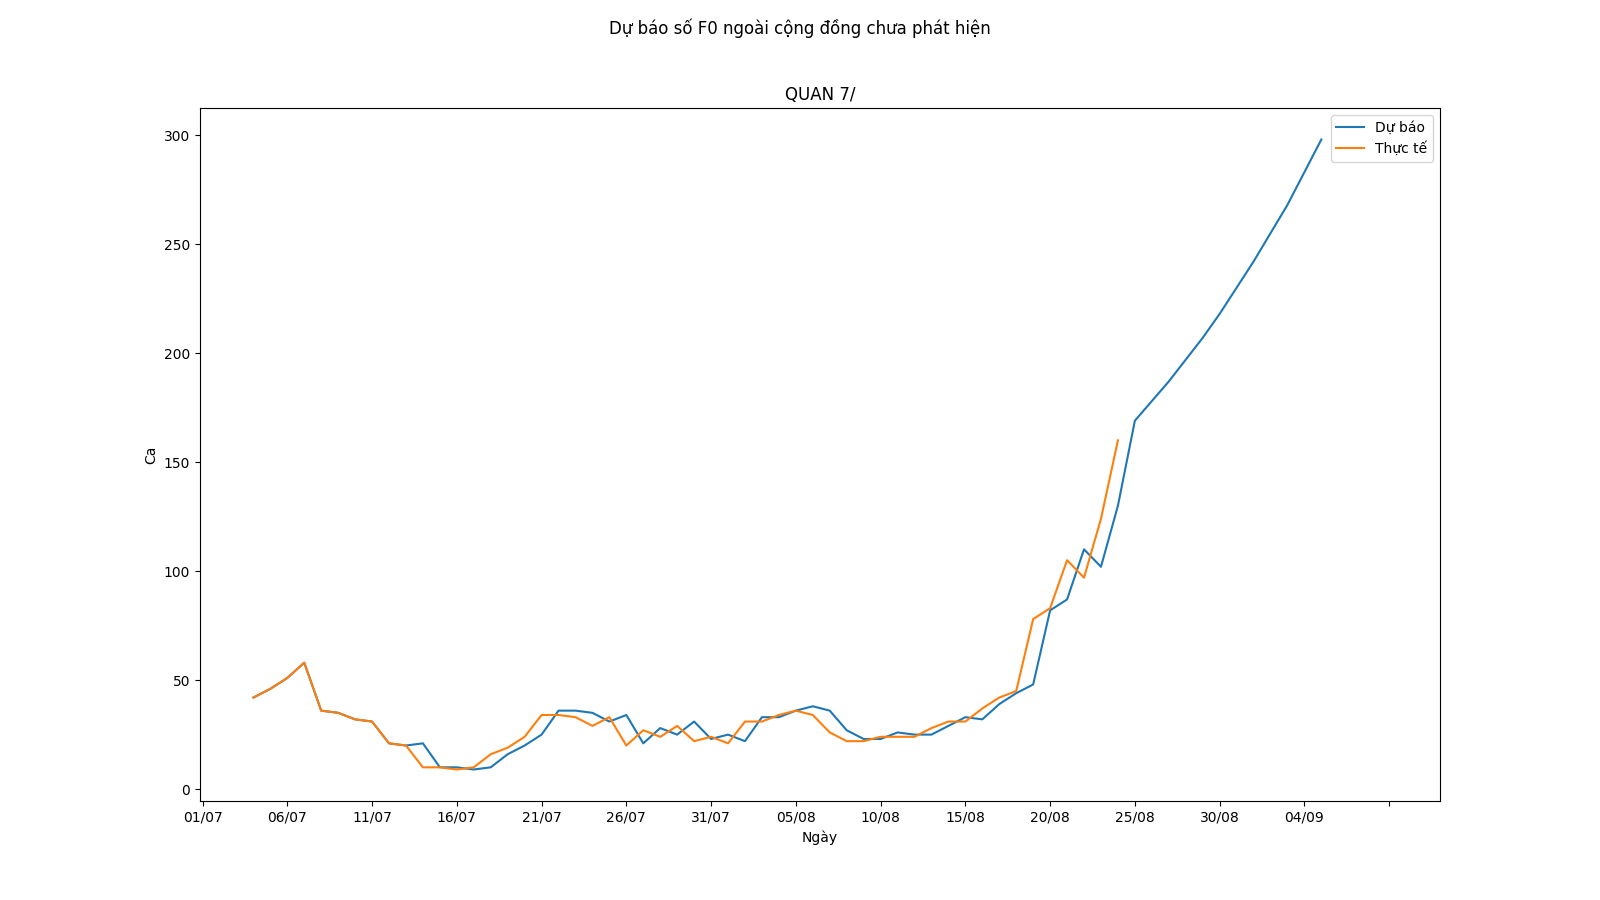 Dự báo số F0 ngoài cộng đồng chưa phát hiện
QUAN 7/
Dự báo
Thực tế
300
250
200
150
100
50
0
Ca
01/07 06/07 11/07 16/07 21/07 26/07 31/07 05/08 10/08 15/08 20/08 25/08 30/08 04/09
Ngày